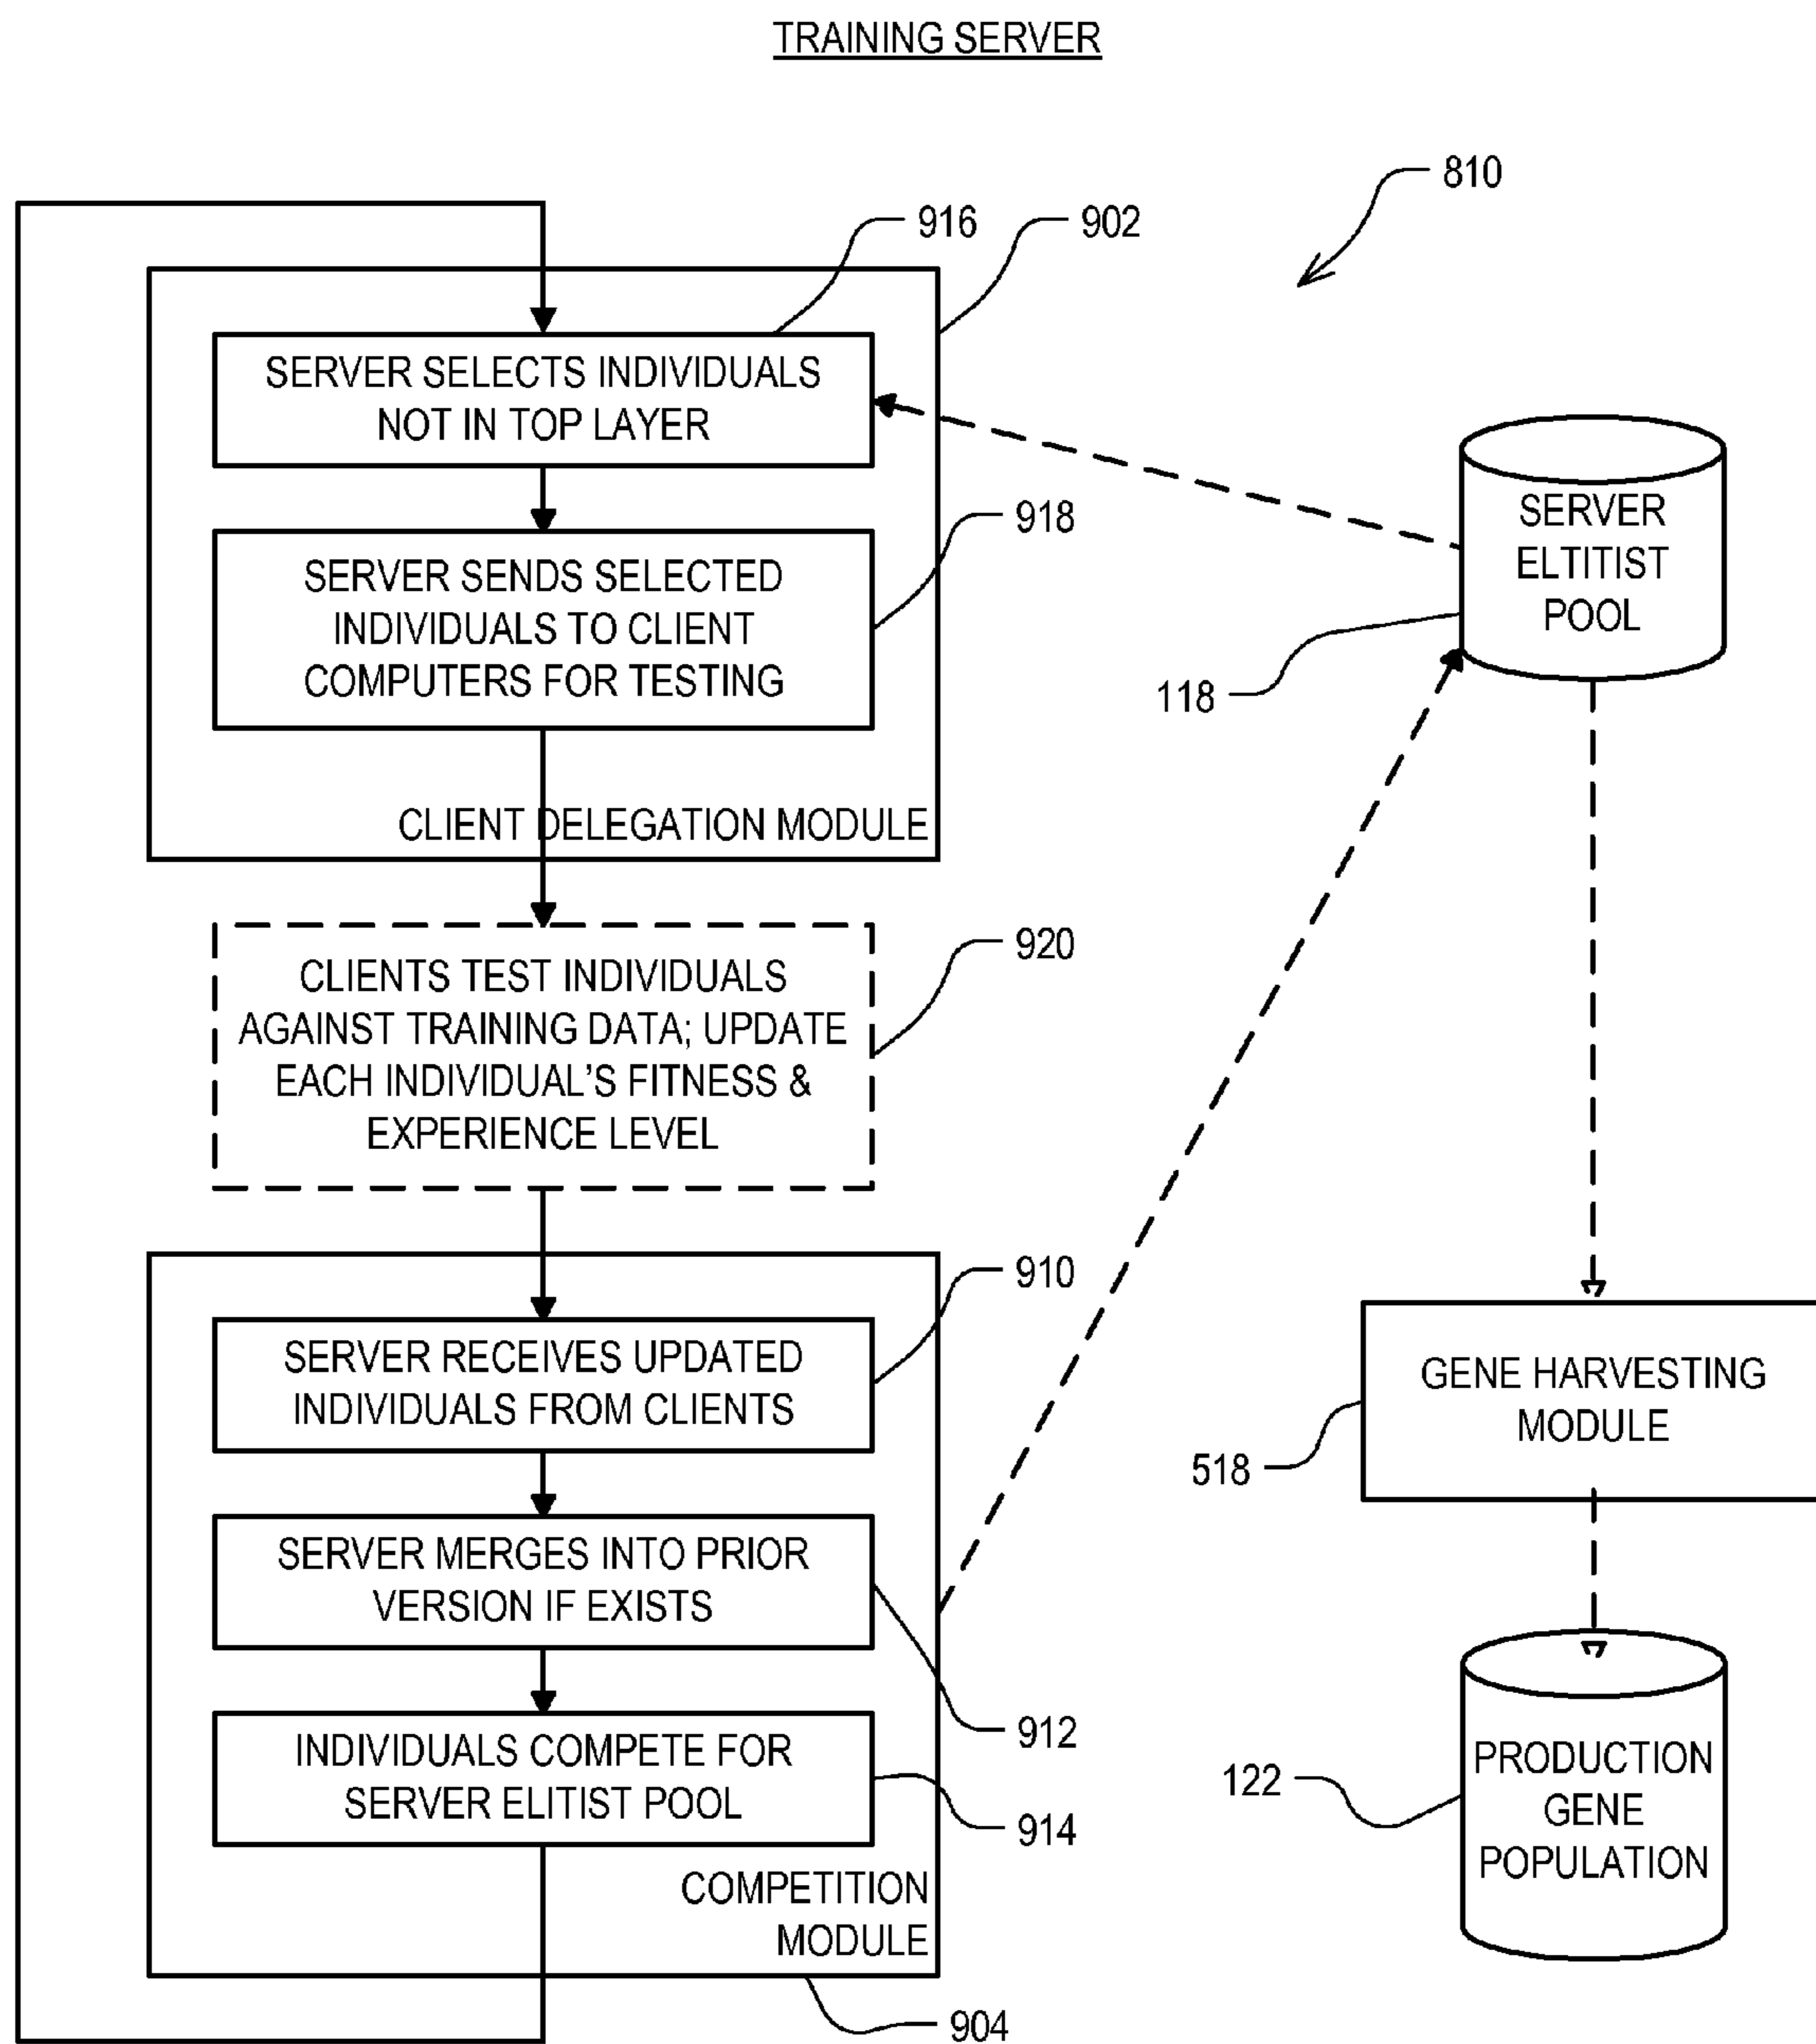 TRAINING SERVER
810
916
902
SERVER SELECTS INDIVIDUALS
NOT IN TOP LAYER
918
SERVER SENDS SELECTED
INDIVIDUALS TO CLIENT
COMPUTERS FOR TESTING
CLIENT DELEGATION MODULE
SERVER
ELTITIST
POOL
118
920
CLIENTS TEST INDIVIDUALS
AGAINST TRAINING DATA; UPDATE
EACH INDIVIDUAL'S FITNESS &
EXPERIENCE LEVEL
910
SERVER RECEIVES UPDATED
INDIVIDUALS FROM CLIENTS
SERVER MERGES INTO PRIOR
VERSION IF EXISTS
912
INDIVIDUALS COMPETE FOR
SERVER ELITIST POOL
914
COMPETITION
MODULE
904
GENE HARVESTING
MODULE
518
PRODUCTION
GENE
POPULATION
122